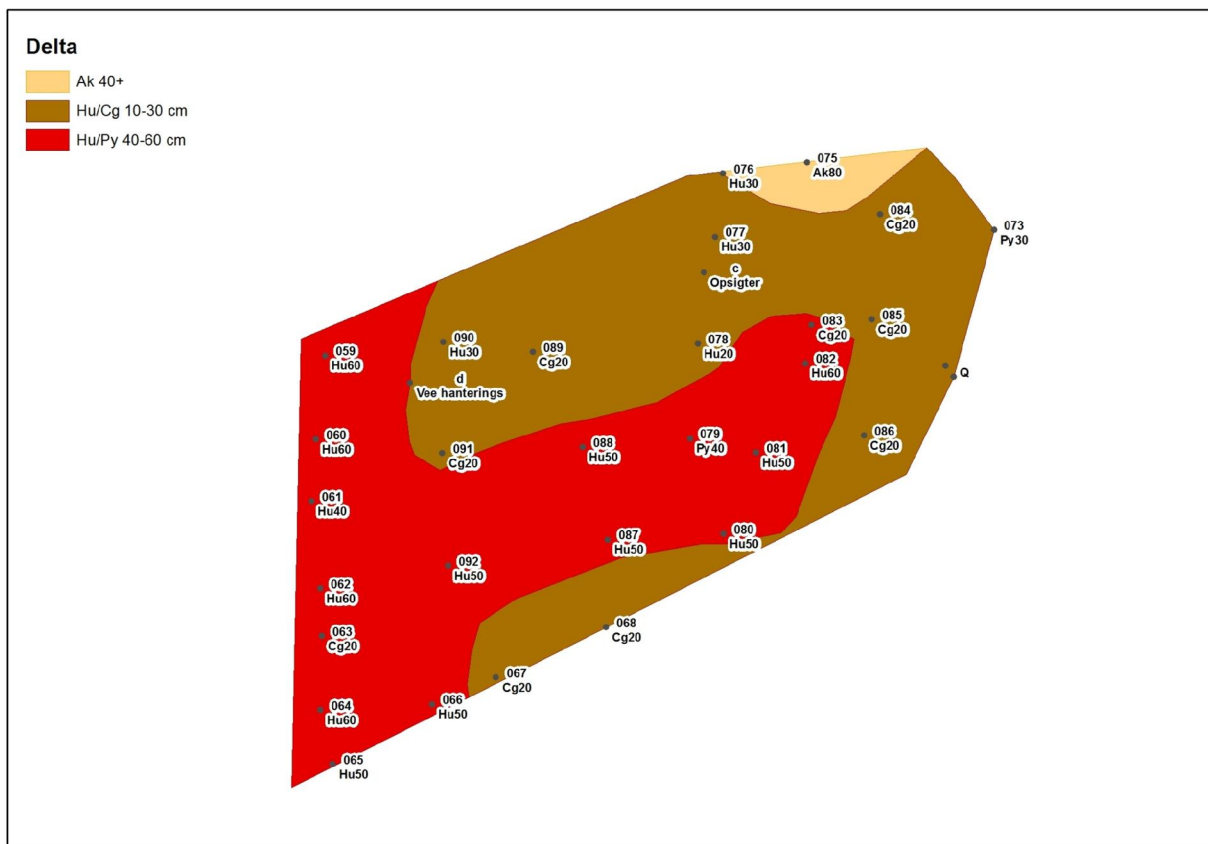 Delta
Ak 40+
Hu/Cg 10-30 cm
Hu/Py 40-60 cm
075
Ak80
076
Hu30
084
Cg20
073
Py30
077
Hu30
c
Opsigter
083
Cg20
085
Cg20
078
Hu20
090
Hu30
089
Cg20
059
Hu60
082
Hu60
Q
d
Vee hanterings
060
Hu60
091
Cg20
088
Hu50
079
Py40
081
Hu50
086
Cg20
061
Hu40
087
Hu50
080
Hu50
092
Hu50
062
Hu60
063
Cg20
068
Cg20
067
Cg20
066
Hu50
064
Hu60
065
Hu50